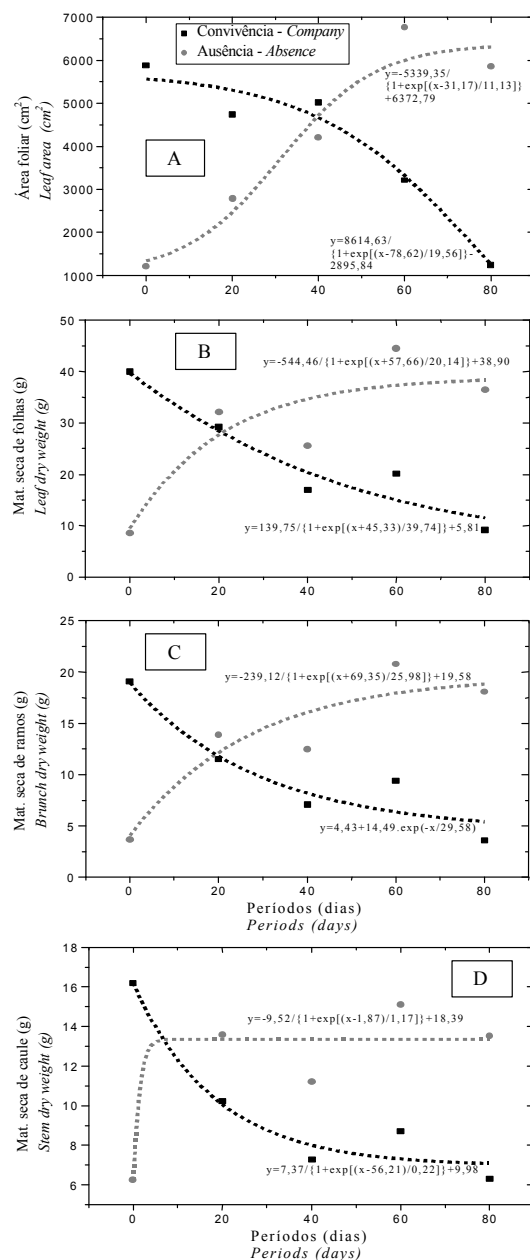 7000
6000
5000
4000
3000
2000
1000
Área foliar (cm²)
Leaf area (cm²)
Convivência - Company
Ausência - Absence
y=-5339,35/
{1+exp[(x-31,17)/11,13]}
+6372,79
A
y=8614,63/
{1+exp[(x-78,62)/19,56]}-
2895,84
0 20 40 60 80
50
40
30
20
10
0
Mat. seca de folhas (g)
Leaf dry weight (g)
B
y=-544,46/{1+exp[(x+57,66)/20,14]}+38,90
y=139,75/{1+exp[(x+45,33)/39,74]}+5,81
0 20 40 60 80
25
20
15
10
5
0
Mat. seca de ramos (g)
Brunch dry weight (g)
C
y=-239,12/{1+exp[(x+69,35)/25,98]}+19,58
y=4,43+14,49.exp(-x/29,58)
0 20 40 60 80
Períodos (dias)
Periods (days)
18
16
14
12
10
8
6
Mat. seca de caule (g)
Stem dry weight (g)
D
y=-9,52/{1+exp[(x-1,87)/1,17]}+18,39
y=7,37/{1+exp[(x-56,21)/0,22]}+9,98
0 20 40 60 80
Períodos (dias)
Periods (days)